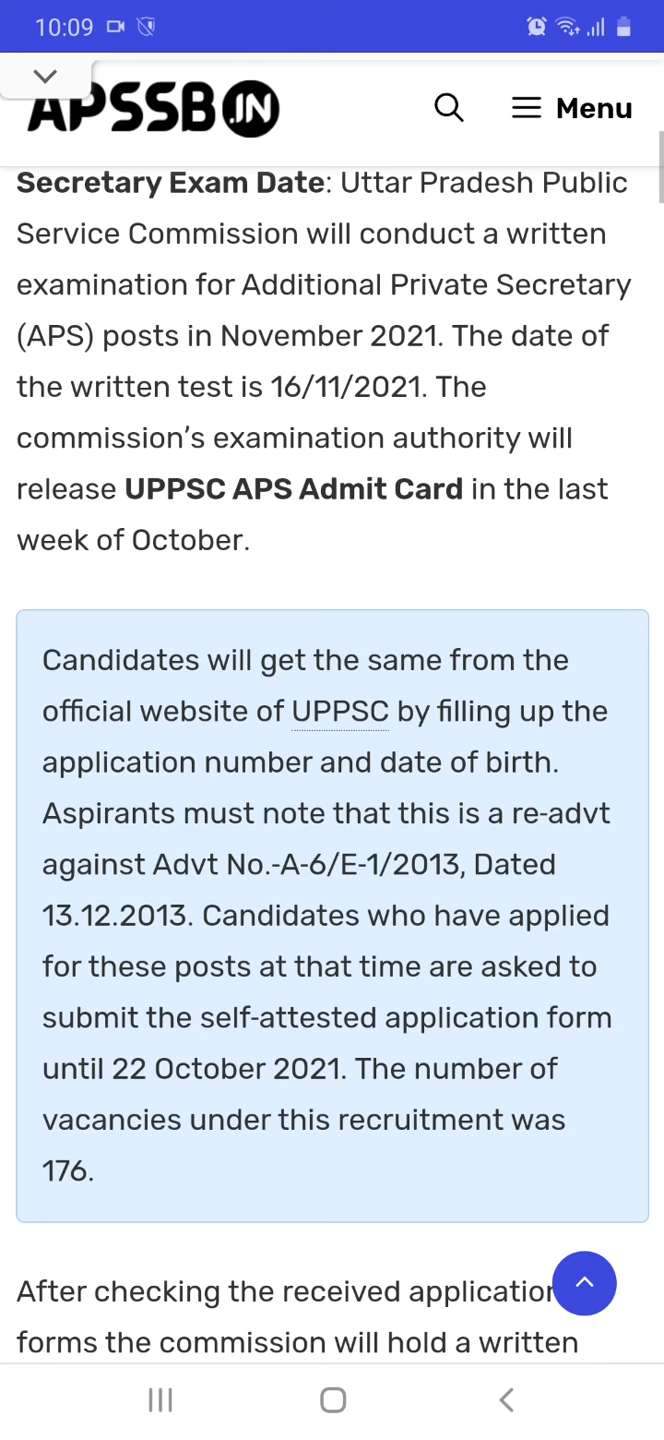 10:09
APSSB.IN
Menu
Secretary Exam Date: Uttar Pradesh Public
Service Commission will conduct a written
examination for Additional Private Secretary
(APS) posts in November 2021. The date of
the written test is 16/11/2021. The
commission’s examination authority will
release UPPSC APS Admit Card in the last
week of October.
Candidates will get the same from the
official website of UPPSC by filling up the
application number and date of birth.
Aspirants must note that this is a re-advt
against Advt No.-A-6/E-1/2013, Dated
13.12.2013. Candidates who have applied
for these posts at that time are asked to
submit the self-attested application form
until 22 October 2021. The number of
vacancies under this recruitment was
176.
After checking the received application
forms the commission will hold a written